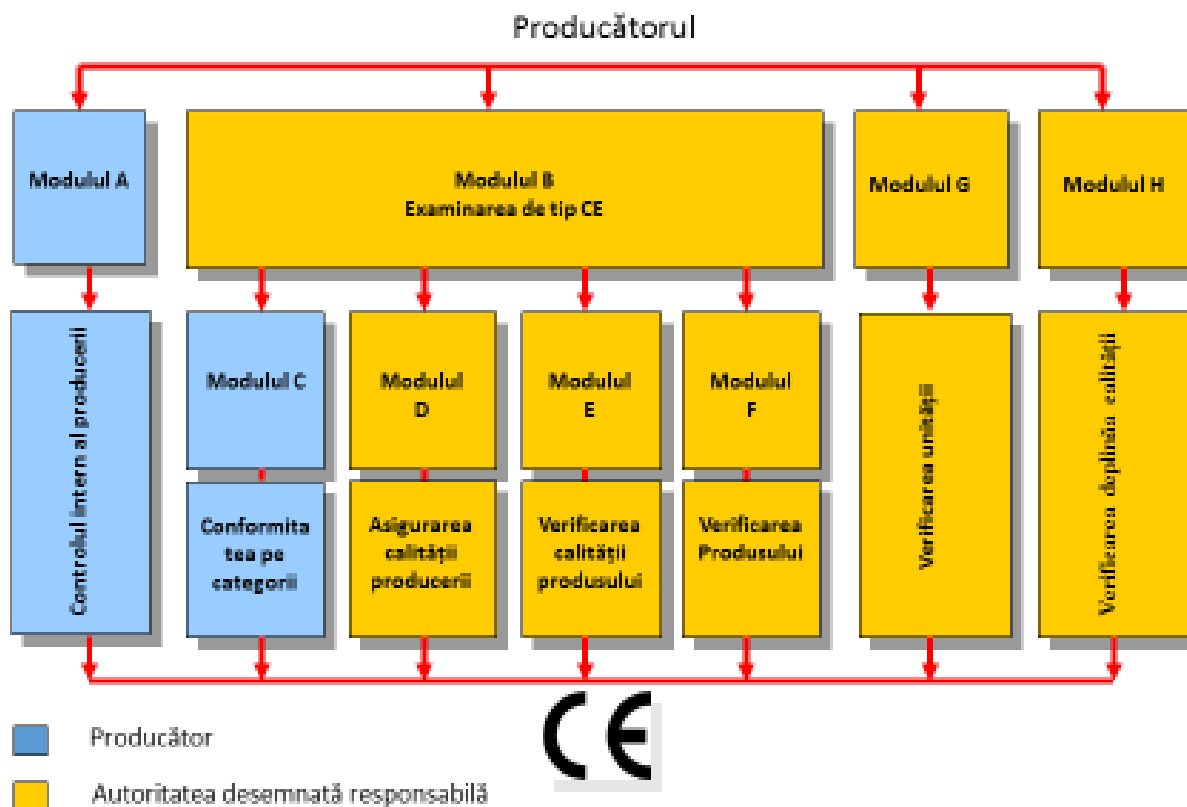 Producătorul
Modulul A
Modulul B
Examinarea de tip CE
Modulul G
Modulul H
Controlul intern al producerii
Modulul C
Modulul
D
Modulul
E
Modulul
F
Conformita
tea pe
categorii
Asigurarea
calității
producerii
Verificarea
calității
produsului
Verificarea
Produsului
Verificarea unității
Verificarea deplinăa calității
CE
Producător
Autoritatea desemnată responsabilă